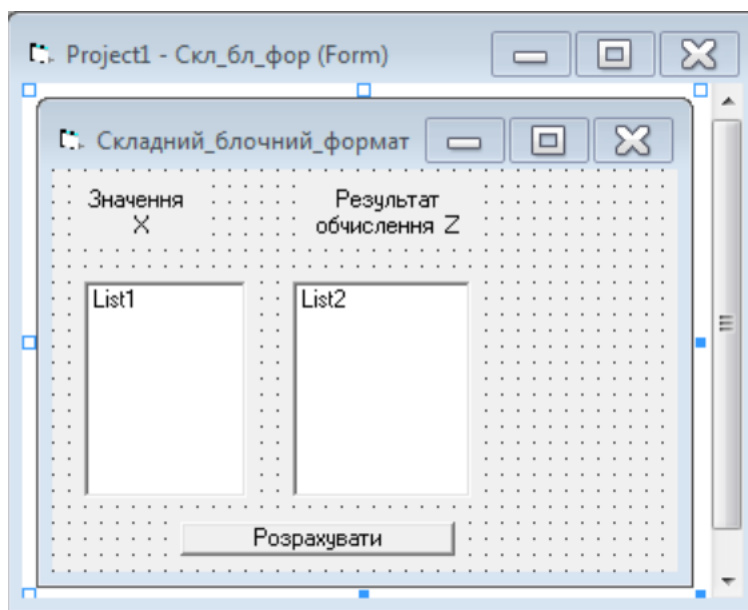 Project1 - Скл_бл_фор (Form)
Складний_блочний_формат
Значення
X
Результат
обчислення Z
List1
List2
Розрахувати